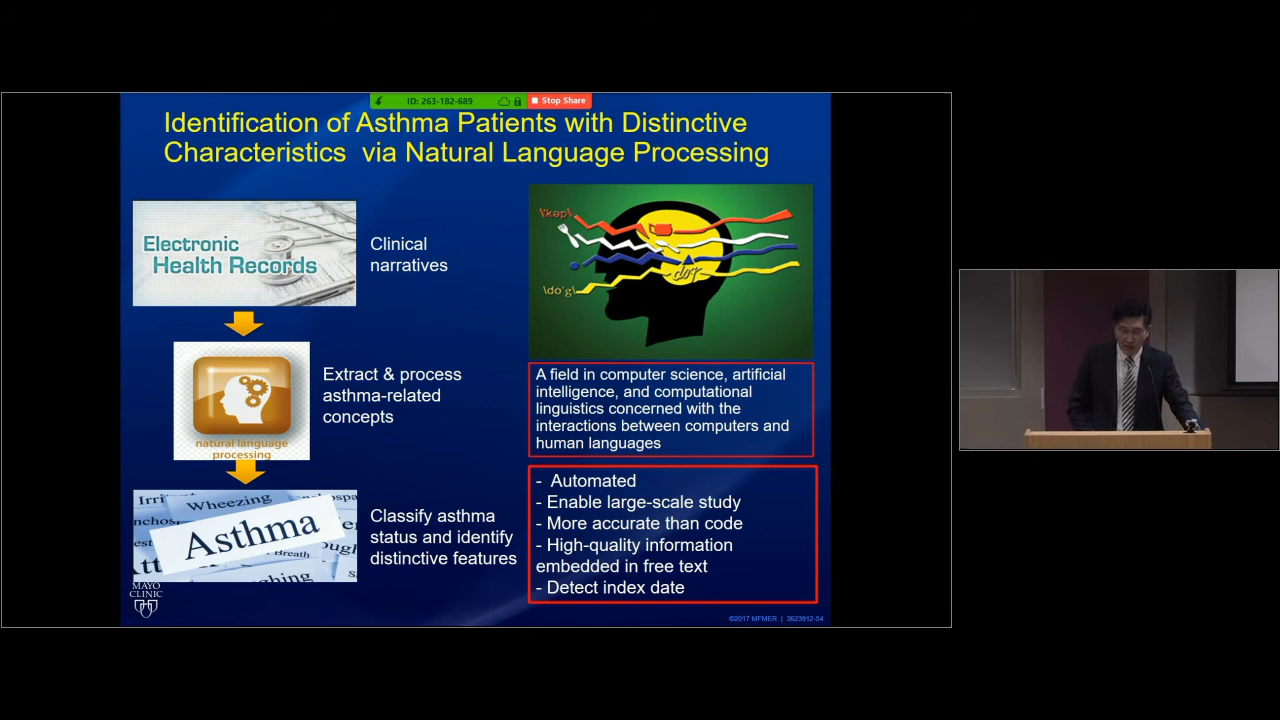 ID: 263-182-689
Stop Share
Identification of Asthma Patients with Distinctive
Characteristics via Natural Language Processing
Electronic
Health Records
Clinical
narratives
natural language
processing
Extract & process
asthma-related
concepts
Wheezing
Asthma
Breath
Classify asthma
status and identify
distinctive features
MAYO
CLINIC
\kəp\
dog
\do'g\
A field in computer science, artificial
intelligence, and computational
linguistics concerned with the
interactions between computers and
human languages
- Automated
- Enable large-scale study
- More accurate than code
- High-quality information
embedded in free text
- Detect index date
©2017 MFMER | 3623912-54